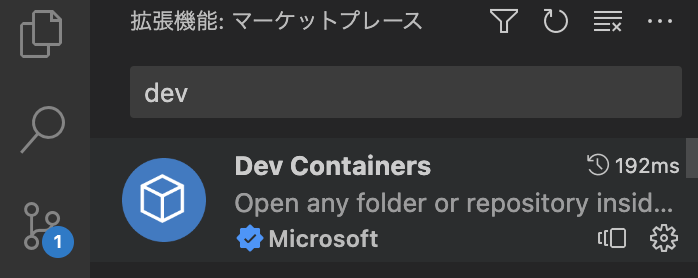 拡張機能: マーケットプレース
dev
Dev Containers
192ms
Open any folder or repository insid...
Microsoft
1